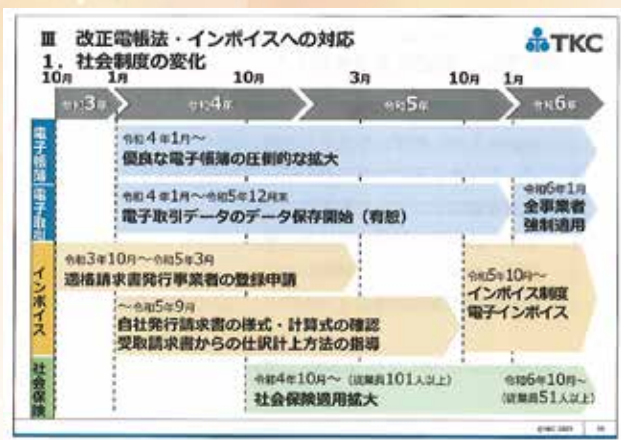 Ⅲ 改正電帳法・インボイスへの対応
TKC
1．社会制度の変化
10月 1月 10月 3月 10月 1月
令和3年 令和4年 令和5年 令和6年
電子帳簿
令和4年1月～
優良な電子帳簿の圧倒的な拡大
電子取引
令和4年1月～令和5年12月末
電子取引データのデータ保存開始（宥恕）
令和6年1月
全事業者
強制適用
インボイス
令和3年10月～令和5年3月
適格請求書発行事業者の登録申請
～令和5年9月
自社発行請求書の様式・計算式の確認
受取請求書からの仕訳計上方法の指導
令和5年10月～
インボイス制度
電子インボイス
社会保険
令和4年10月～（従業員101人以上）
社会保険適用拡大
令和6年10月～
（従業員51人以上）